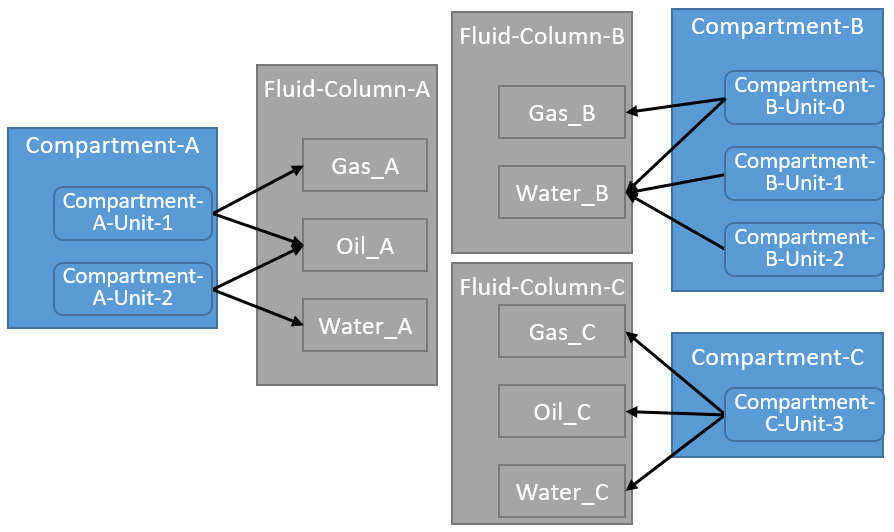 Compartment-A
Compartment-
A-Unit-1
Compartment-
A-Unit-2
Fluid-Column-A
Gas_A
Oil_A
Water_A
Fluid-Column-B
Gas_B
Water_B
Compartment-B
Compartment-
B-Unit-0
Compartment-
B-Unit-1
Compartment-
B-Unit-2
Fluid-Column-C
Gas_C
Oil_C
Water_C
Compartment-C
Compartment-
C-Unit-3